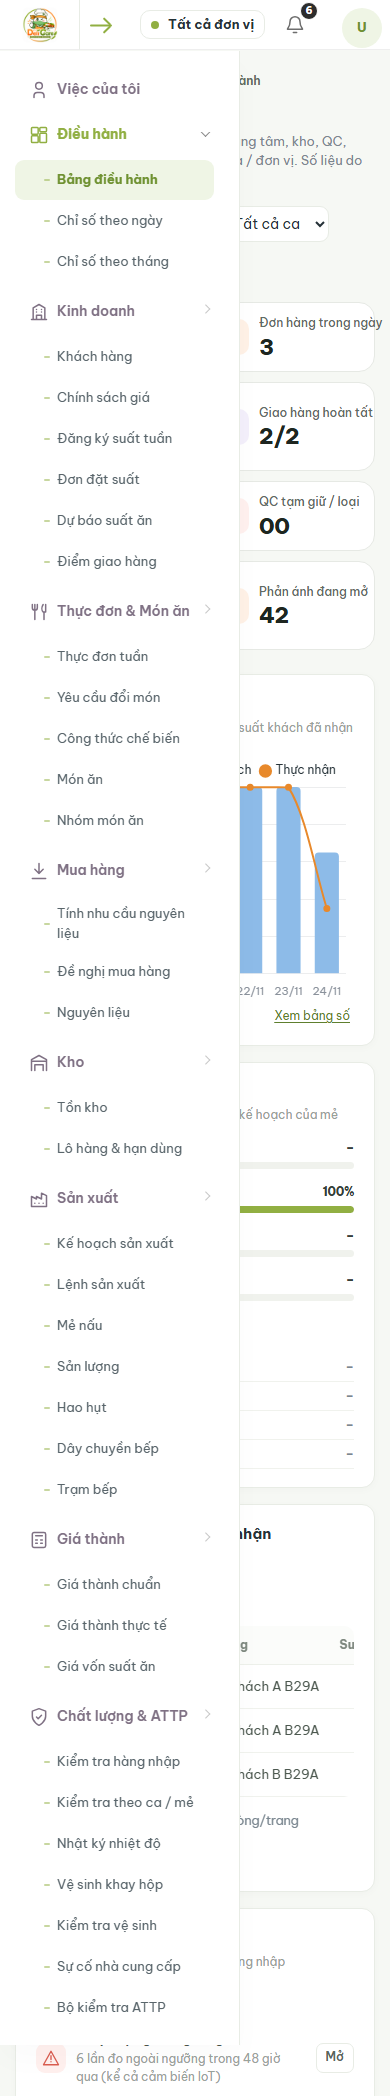 Tất cả đơn vị
6
U
Việc của tôi
Điều hành
Bảng điều hành
Chỉ số theo ngày
Chỉ số theo tháng
Kinh doanh
Khách hàng
Chính sách giá
Đăng ký suất tuần
Đơn đặt suất
Dự báo suất ăn
Điểm giao hàng
Thực đơn & Món ăn
Thực đơn tuần
Yêu cầu đổi món
Công thức chế biến
Món ăn
Nhóm món ăn
Mua hàng
Tính nhu cầu nguyên
liệu
Đề nghị mua hàng
Nguyên liệu
Kho
Tồn kho
Lô hàng & hạn dùng
Sản xuất
Kế hoạch sản xuất
Lệnh sản xuất
Mẻ nấu
Sản lượng
Hao hụt
Dây chuyền bếp
Trạm bếp
Giá thành
Giá thành chuẩn
Giá thành thực tế
Giá vốn suất ăn
Chất lượng & ATTP
Kiểm tra hàng nhập
Kiểm tra theo ca / mẻ
Nhật ký nhiệt độ
Vệ sinh khay hộp
Kiểm tra vệ sinh
Sự cố nhà cung cấp
Bộ kiểm tra ATTP
ành
ng tâm, kho, QC,
/ đơn vị. Số liệu do
Tất cả ca
Đơn hàng trong ngày
3
Giao hàng hoàn tất
2/2
QC tạm giữ / loại
00
Phản ánh đang mở
42
suất khách đã nhận
ch Thực nhận
22/11 23/11 24/11
Xem bảng số
kế hoạch của mẻ
–
100%
–
–
–
–
–
–
nhận
g Su
hách A B29A
hách A B29A
hách B B29A
òng/trang
ng nhập
6 lần đo ngoài ngưỡng trong 48 giờ
qua (kể cả cảm biến IoT)
Mở